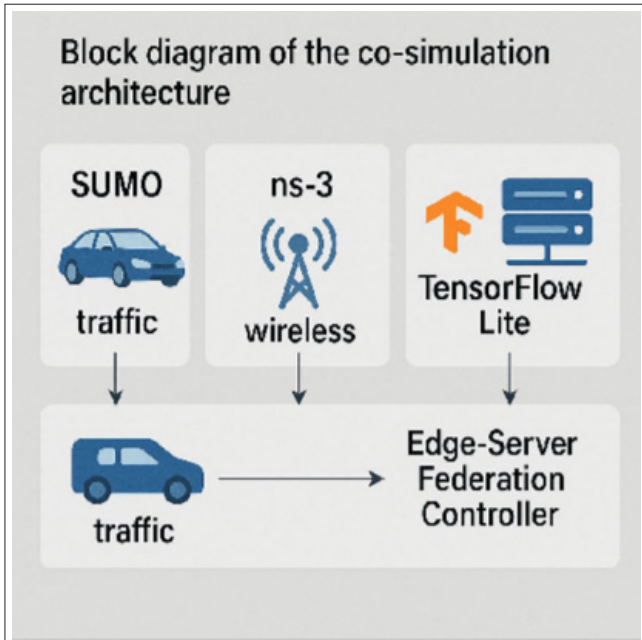 Block diagram of the co-simulation
architecture
SUMO
traffic
ns-3
wireless
TensorFlow
Lite
traffic
Edge-Server
Federation
Controller